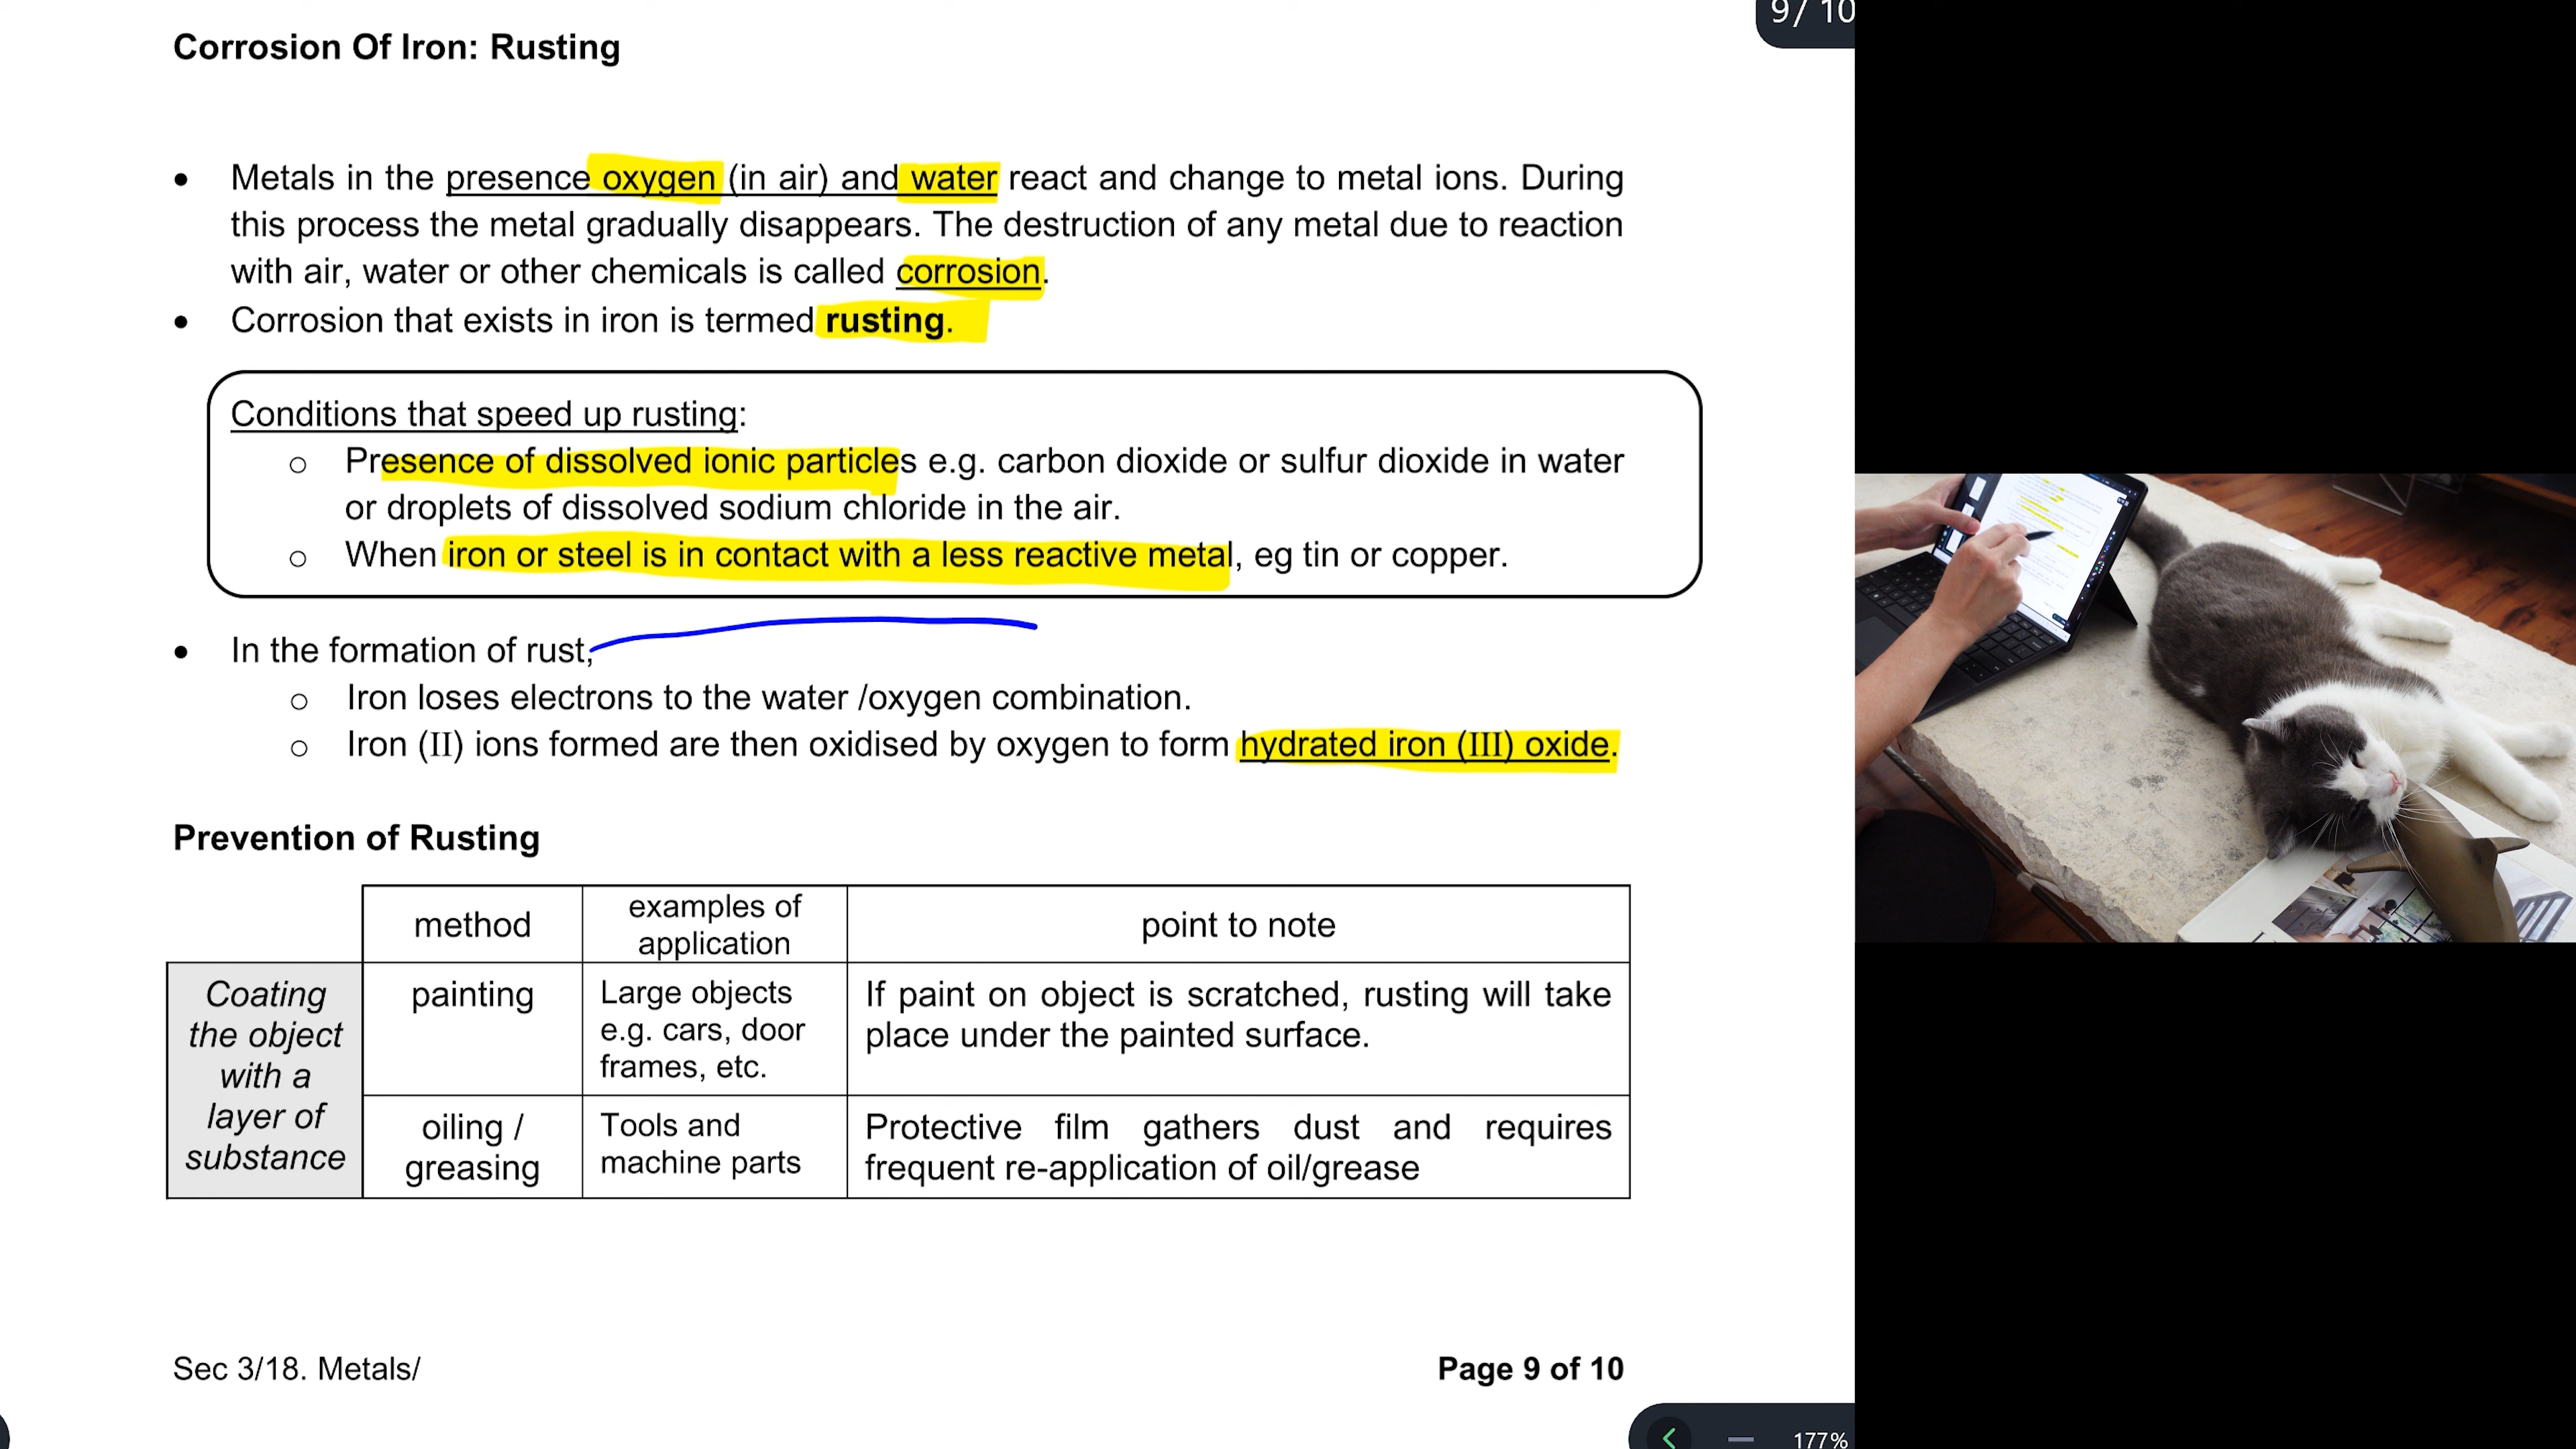 9/ 10
Corrosion Of Iron: Rusting
• Metals in the presence oxygen (in air) and water react and change to metal ions. During
this process the metal gradually disappears. The destruction of any metal due to reaction
with air, water or other chemicals is called corrosion.
• Corrosion that exists in iron is termed rusting.
Conditions that speed up rusting:
o Presence of dissolved ionic particles e.g. carbon dioxide or sulfur dioxide in water
or droplets of dissolved sodium chloride in the air.
o When iron or steel is in contact with a less reactive metal, eg tin or copper.
• In the formation of rust,
o Iron loses electrons to the water /oxygen combination.
o Iron (II) ions formed are then oxidised by oxygen to form hydrated iron (III) oxide.
Prevention of Rusting
method
examples of
application
point to note
Coating
the object
with a
layer of
substance
painting
Large objects
e.g. cars, door
frames, etc.
If paint on object is scratched, rusting will take
place under the painted surface.
oiling /
greasing
Tools and
machine parts
Protective film gathers dust and requires
frequent re-application of oil/grease
Sec 3/18. Metals/
Page 9 of 10
177%